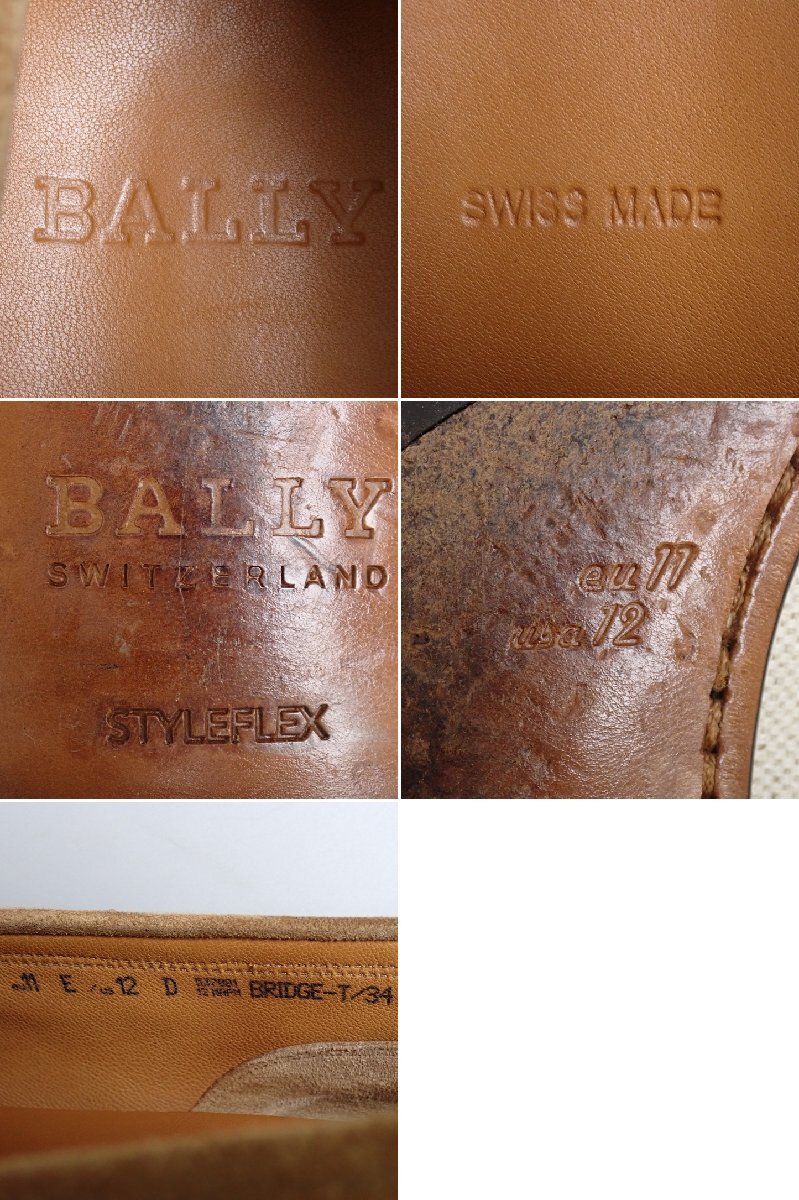 BALLY
SWISS MADE
BALLY
SWITZERLAND
STYLEFLEX
eu 11
usa 12
11 E 12 D BRIDGE-T/34